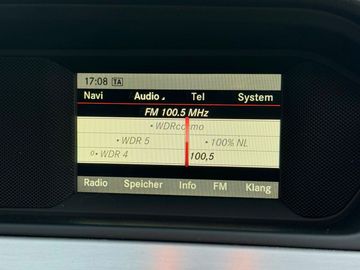 17:08 TA
Navi Audio Tel System
FM 100.5 MHz
• WDRcosmo
• WDR 5 • 100% NL
• WDR 4 100,5
Radio Speicher Info FM Klang